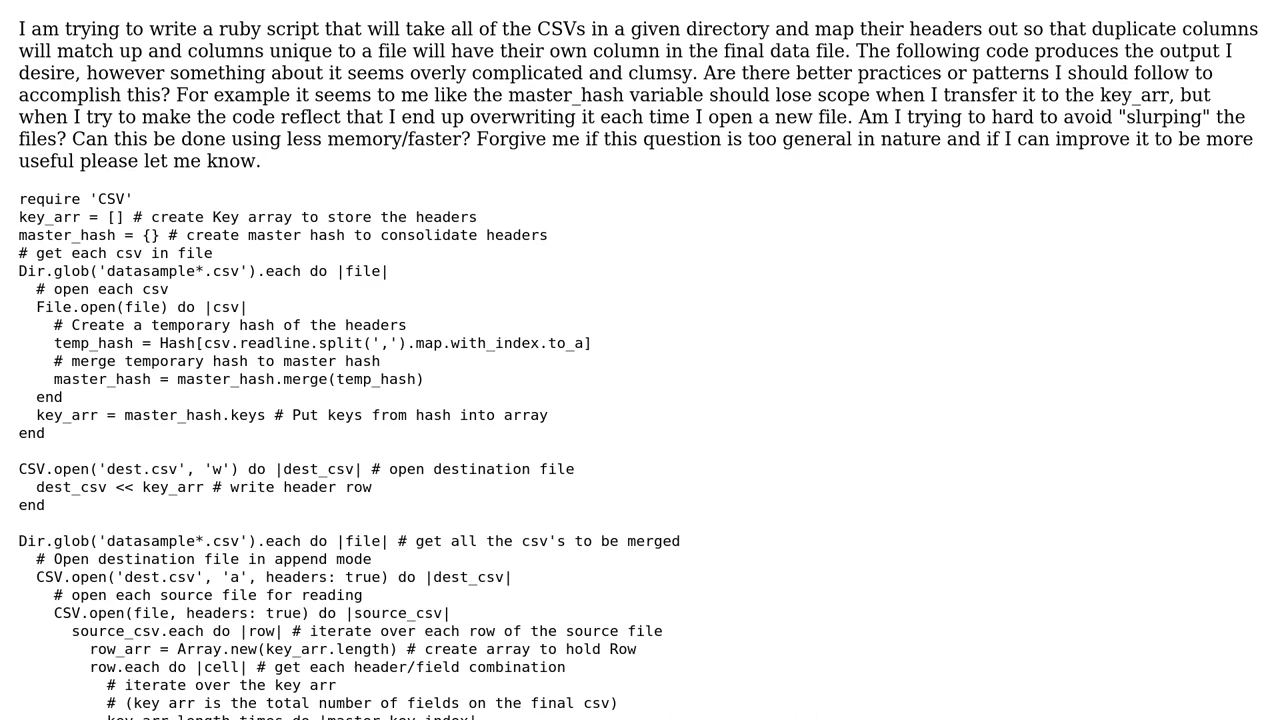 I am trying to write a ruby script that will take all of the CSVs in a given directory and map their headers out so that duplicate columns
will match up and columns unique to a file will have their own column in the final data file. The following code produces the output I
desire, however something about it seems overly complicated and clumsy. Are there better practices or patterns I should follow to
accomplish this? For example it seems to me like the master_hash variable should lose scope when I transfer it to the key_arr, but
when I try to make the code reflect that I end up overwriting it each time I open a new file. Am I trying to hard to avoid "slurping" the
files? Can this be done using less memory/faster? Forgive me if this question is too general in nature and if I can improve it to be more
useful please let me know.
require 'CSV'
key_arr = [] # create Key array to store the headers
master_hash = {} # create master hash to consolidate headers
# get each csv in file
Dir.glob('datasample*.csv').each do |file|
  # open each csv
  File.open(file) do |csv|
    # Create a temporary hash of the headers
    temp_hash = Hash[csv.readline.split(',').map.with_index.to_a]
    # merge temporary hash to master hash
    master_hash = master_hash.merge(temp_hash)
  end
  key_arr = master_hash.keys # Put keys from hash into array
end
CSV.open('dest.csv', 'w') do |dest_csv| # open destination file
  dest_csv << key_arr # write header row
end
Dir.glob('datasample*.csv').each do |file| # get all the csv's to be merged
  # Open destination file in append mode
  CSV.open('dest.csv', 'a', headers: true) do |dest_csv|
    # open each source file for reading
    CSV.open(file, headers: true) do |source_csv|
      source_csv.each do |row| # iterate over each row of the source file
        row_arr = Array.new(key_arr.length) # create array to hold Row
        row.each do |cell| # get each header/field combination
          # iterate over the key arr
          # (key arr is the total number of fields on the final csv)
          key_arr.length.times do |master_key_index|